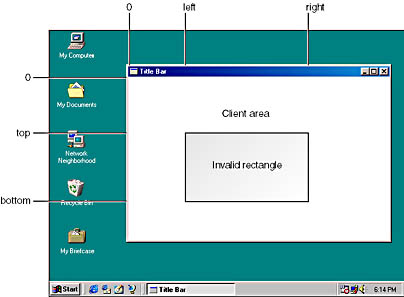 0 left right
My Computer
Title Bar
0
My Documents
Client area
top
Network
Neighborhood
Invalid rectangle
bottom
Recycle Bin
My Briefcase
Start
Title Bar
6:14 PM